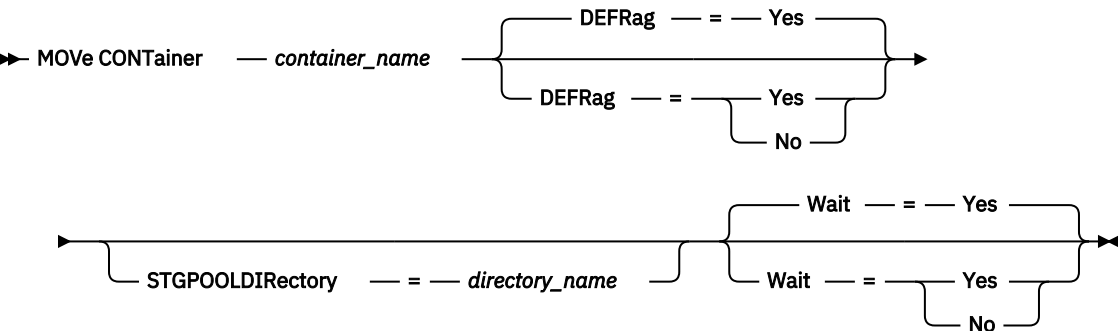 DEFRag = Yes
MOVe CONTainer container_name
DEFRag = Yes
No
Wait = Yes
STGPOOLDIRectory = directory_name Wait = Yes
No